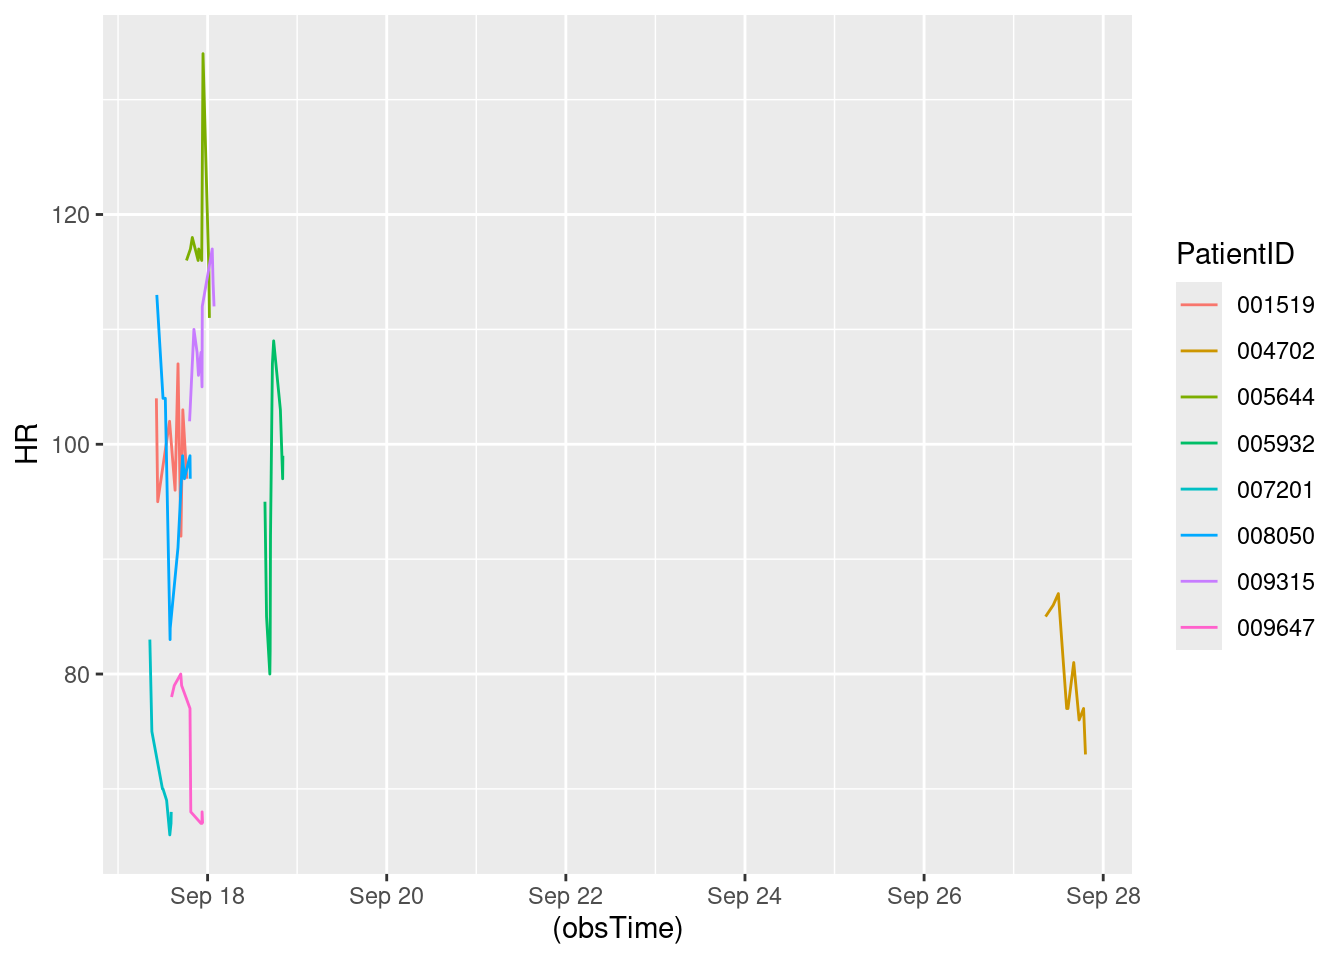 120
100
80
HR
Sep 18
Sep 20
Sep 22
Sep 24
Sep 26
Sep 28
(obsTime)
PatientID
001519
004702
005644
005932
007201
008050
009315
009647